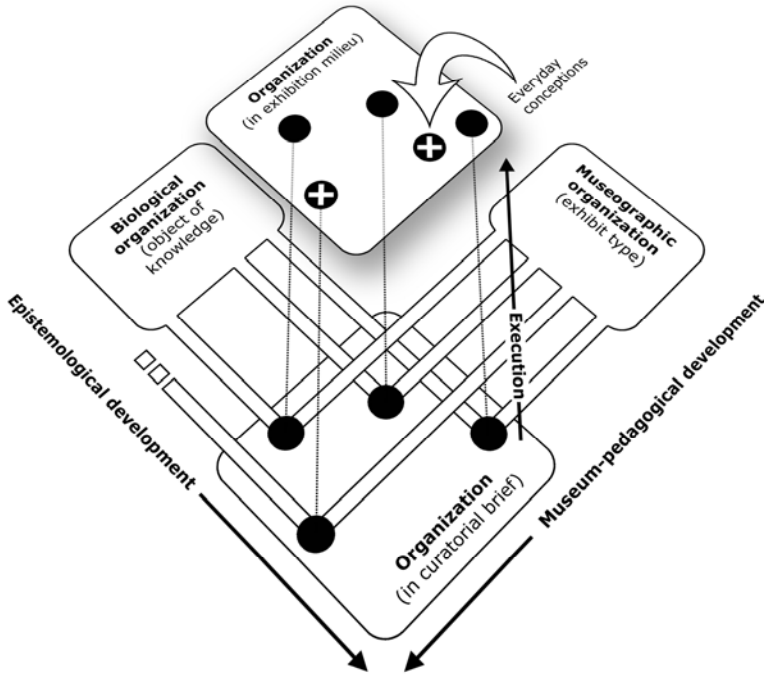 Organization
(in exhibition milieu)
Everyday
conceptions
Biological
organization
(object of
knowledge)
Museographic
organization
(exhibit type)
Epistemological development
Execution
Museum-pedagogical development
Organization
(in curatorial brief)